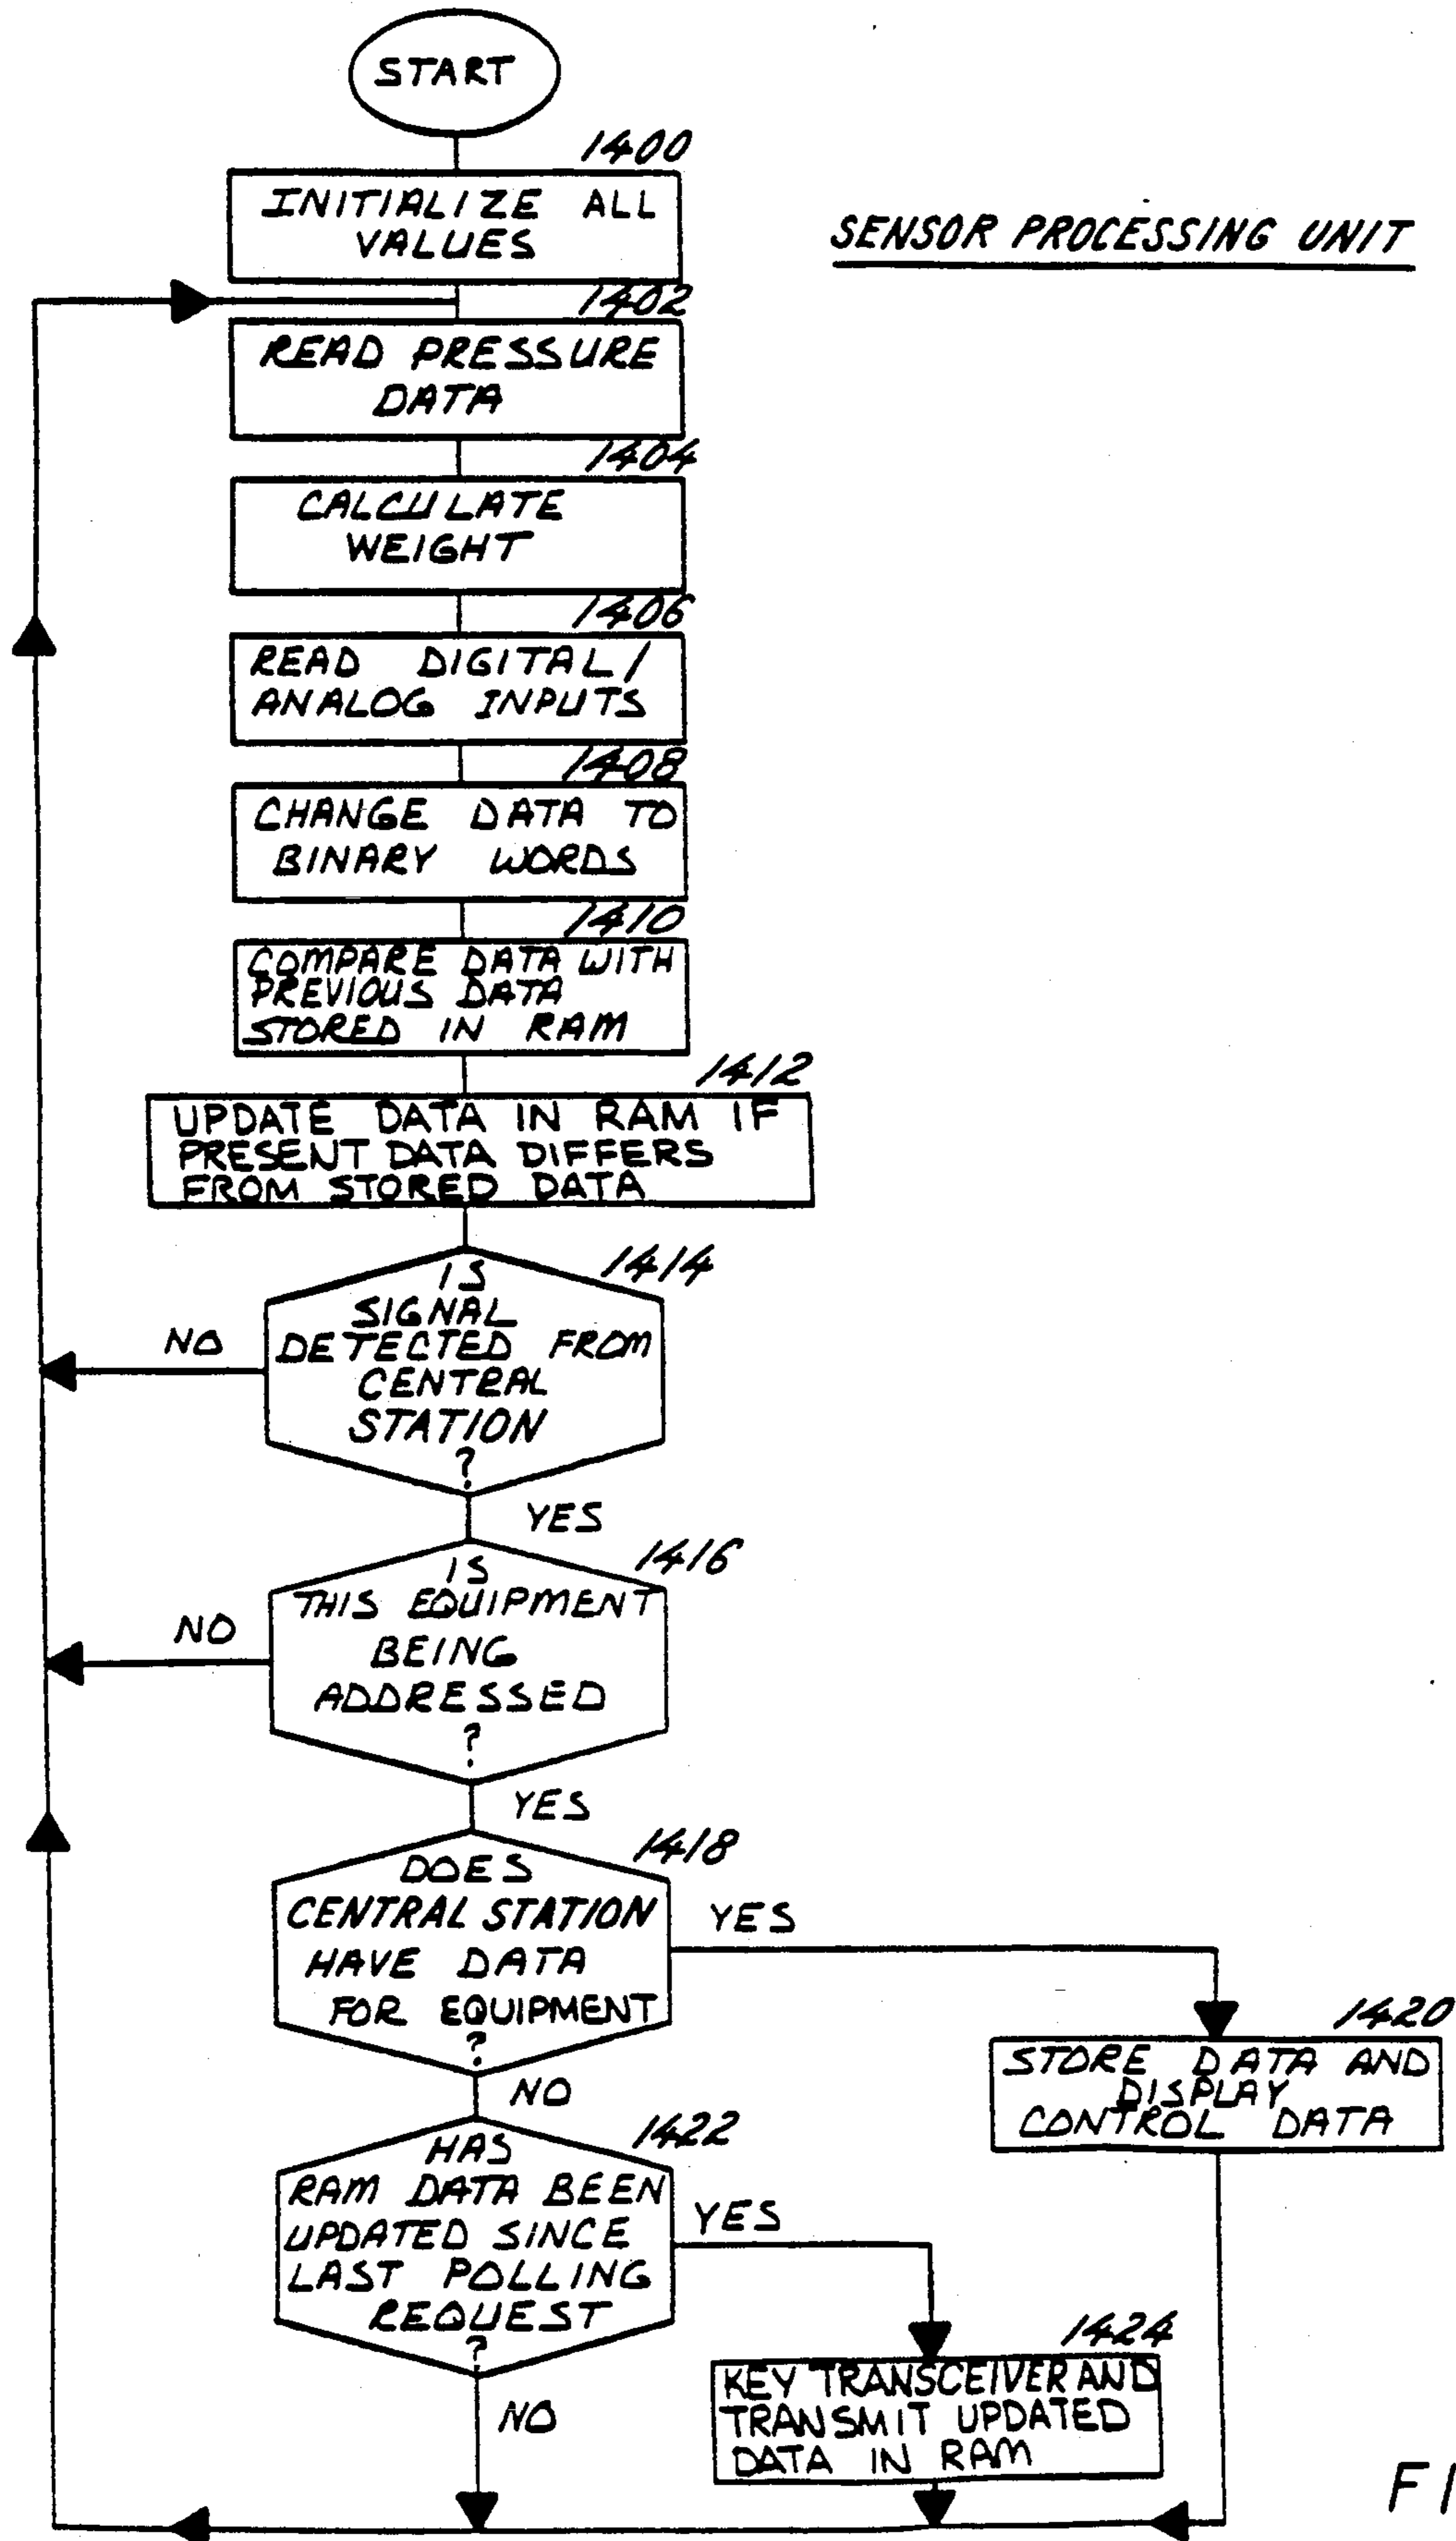 START
1400
INITIALIZE ALL
VALUES
SENSOR PROCESSING UNIT
1402
READ PRESSURE
DATA
1404
CALCULATE
WEIGHT
1406
READ DIGITAL/
ANALOG INPUTS
1408
CHANGE DATA TO
BINARY WORDS
1410
COMPARE DATA WITH
PREVIOUS DATA
STORED IN RAM
1412
UPDATE DATA IN RAM IF
PRESENT DATA DIFFERS
FROM STORED DATA
1414
IS
SIGNAL
DETECTED FROM
CENTRAL
STATION
?
NO
YES
1416
IS
THIS EQUIPMENT
BEING
ADDRESSED
?
NO
YES
1418
DOES
CENTRAL STATION
HAVE DATA
FOR EQUIPMENT
?
YES
NO
1420
STORE DATA AND
DISPLAY
CONTROL DATA
1422
HAS
RAM DATA BEEN
UPDATED SINCE
LAST POLLING
REQUEST
?
YES
NO
1424
KEY TRANSCEIVER AND
TRANSMIT UPDATED
DATA IN RAM